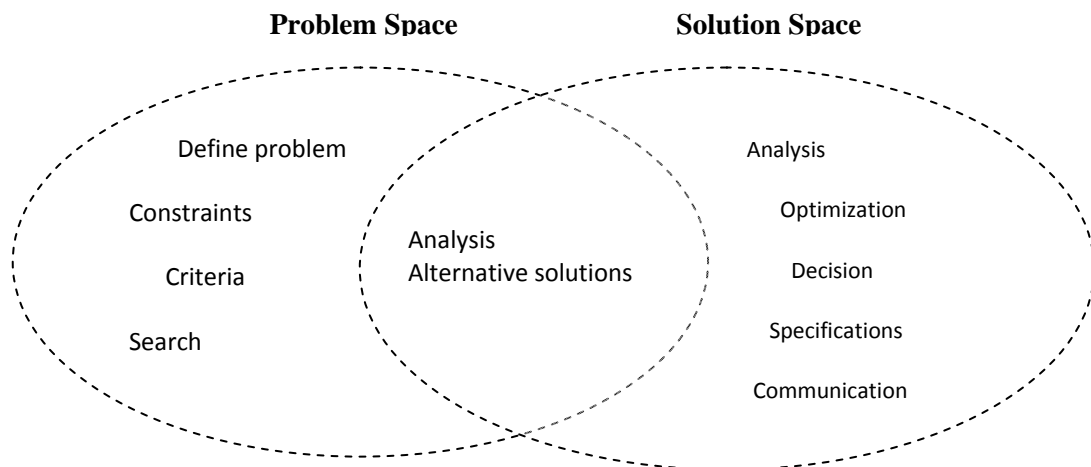 Problem Space
Solution Space
Define problem
Constraints
Criteria
Search
Analysis
Alternative solutions
Analysis
Optimization
Decision
Specifications
Communication